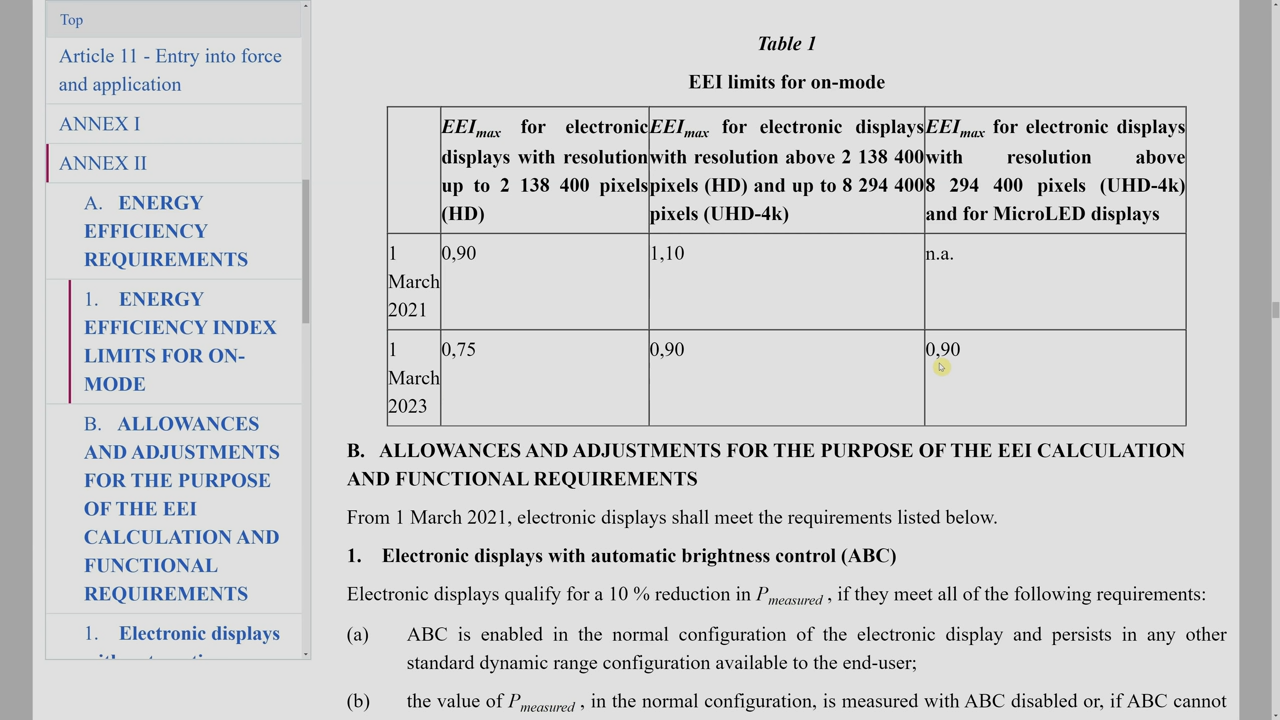 Top
Article 11 - Entry into force
and application
ANNEX I
ANNEX II
A. ENERGY
EFFICIENCY
REQUIREMENTS
1. ENERGY
EFFICIENCY INDEX
LIMITS FOR ON-
MODE
B. ALLOWANCES
AND ADJUSTMENTS
FOR THE PURPOSE
OF THE EEI
CALCULATION AND
FUNCTIONAL
REQUIREMENTS
1. Electronic displays
Table 1
EEI limits for on-mode
EEImax for electronic
displays with resolution
up to 2 138 400 pixels
(HD)
EEImax for electronic displays
with resolution above 2 138 400
pixels (HD) and up to 8 294 400
pixels (UHD-4k)
EEImax for electronic displays
with resolution above
8 294 400 pixels (UHD-4k)
and for MicroLED displays
1
March
2021
0,90
1,10
n.a.
1
March
2023
0,75
0,90
0,90
B. ALLOWANCES AND ADJUSTMENTS FOR THE PURPOSE OF THE EEI CALCULATION
AND FUNCTIONAL REQUIREMENTS
From 1 March 2021, electronic displays shall meet the requirements listed below.
1. Electronic displays with automatic brightness control (ABC)
Electronic displays qualify for a 10 % reduction in Pmeasured , if they meet all of the following requirements:
(a) ABC is enabled in the normal configuration of the electronic display and persists in any other
standard dynamic range configuration available to the end-user;
(b) the value of Pmeasured , in the normal configuration, is measured with ABC disabled or, if ABC cannot